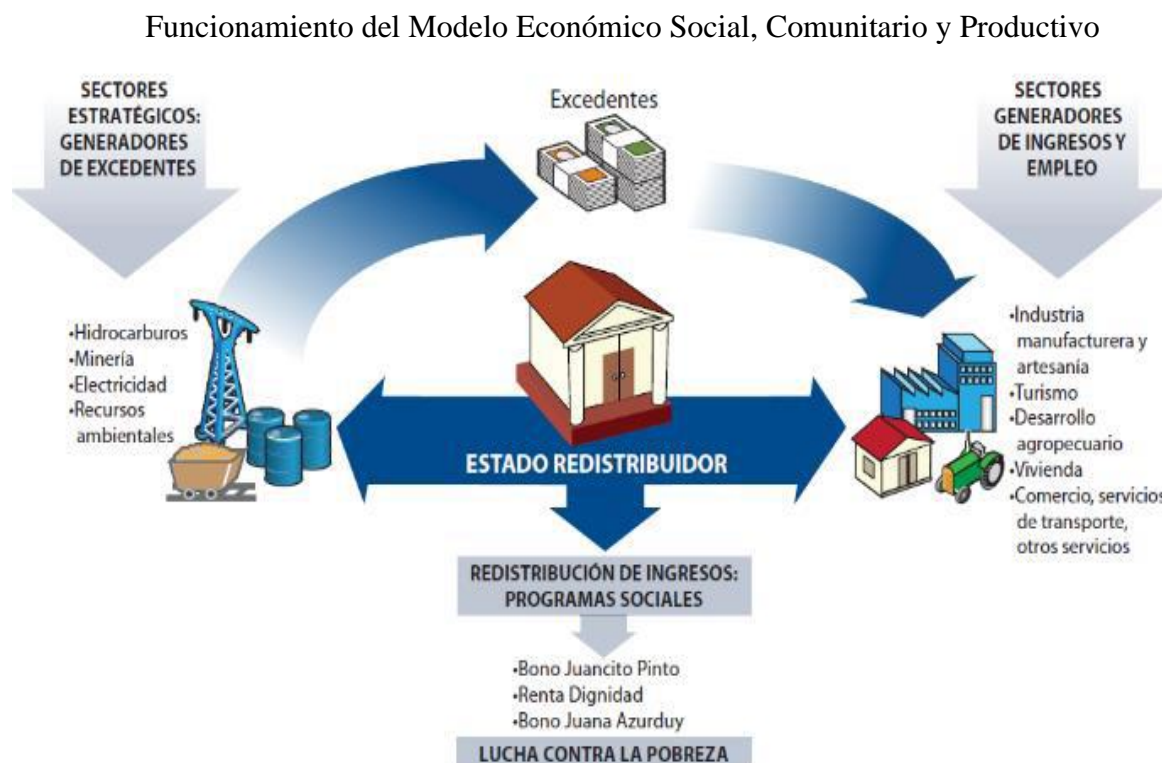 Funcionamiento del Modelo Económico Social, Comunitario y Productivo
SECTORES
ESTRATÉGICOS:
GENERADORES
DE EXCEDENTES
Excedentes
SECTORES
GENERADORES
DE INGRESOS Y
EMPLEO
•Hidrocarburos
•Minería
•Electricidad
•Recursos
ambientales
•Industria
manufacturera y
artesanía
•Turismo
•Desarrollo
agropecuario
•Vivienda
•Comercio, servicios
de transporte,
otros servicios
ESTADO REDISTRIBUIDOR
REDISTRIBUCIÓN DE INGRESOS:
PROGRAMAS SOCIALES
•Bono Juancito Pinto
•Renta Dignidad
•Bono Juana Azurduy
LUCHA CONTRA LA POBREZA